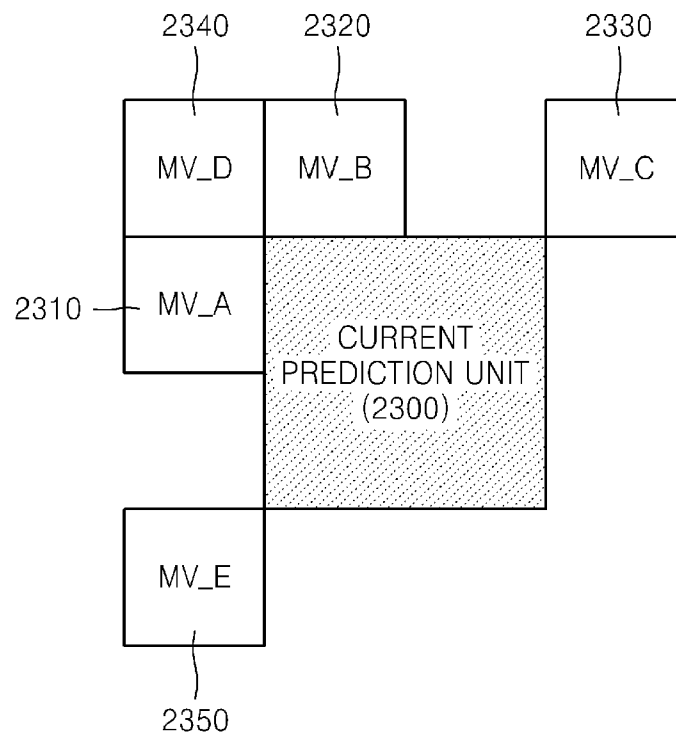 2340 2320 2330
MV_D MV_B MV_C
2310 MV_A
CURRENT
PREDICTION UNIT
(2300)
MV_E
2350